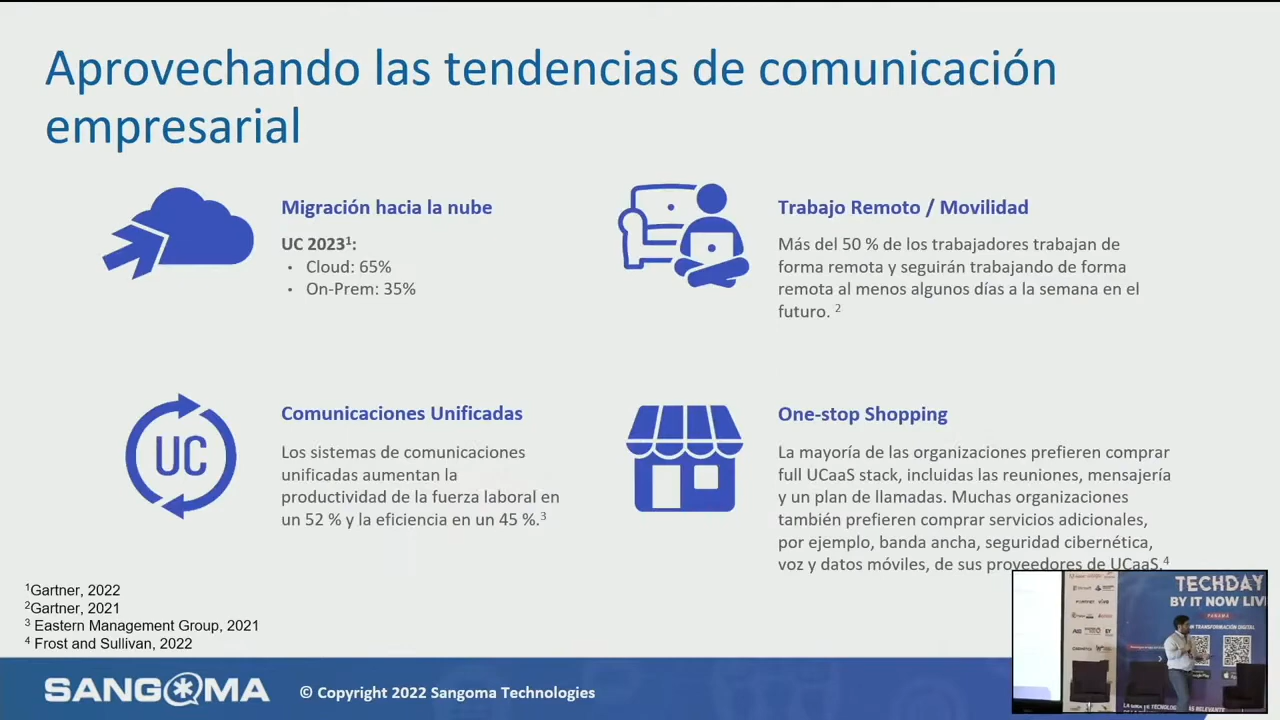 Aprovechando las tendencias de comunicación
empresarial
Migración hacia la nube
UC 2023¹:
• Cloud: 65%
• On-Prem: 35%
Trabajo Remoto / Movilidad
Más del 50 % de los trabajadores trabajan de
forma remota y seguirán trabajando de forma
remota al menos algunos días a la semana en el
futuro. ²
UC
Comunicaciones Unificadas
Los sistemas de comunicaciones
unificadas aumentan la
productividad de la fuerza laboral en
un 52 % y la eficiencia en un 45 %.³
One-stop Shopping
La mayoría de las organizaciones prefieren comprar
full UCaaS stack, incluidas las reuniones, mensajería
y un plan de llamadas. Muchas organizaciones
también prefieren comprar servicios adicionales,
por ejemplo, banda ancha, seguridad cibernética,
voz y datos móviles, de sus proveedores de UCaaS.⁴
¹Gartner, 2022
²Gartner, 2021
³ Eastern Management Group, 2021
⁴ Frost and Sullivan, 2022
SANGOMA
© Copyright 2022 Sangoma Technologies
TECHDAY
BY IT NOW LIV
PANAMÁ
TRANSFORMACIÓN DIGITAL